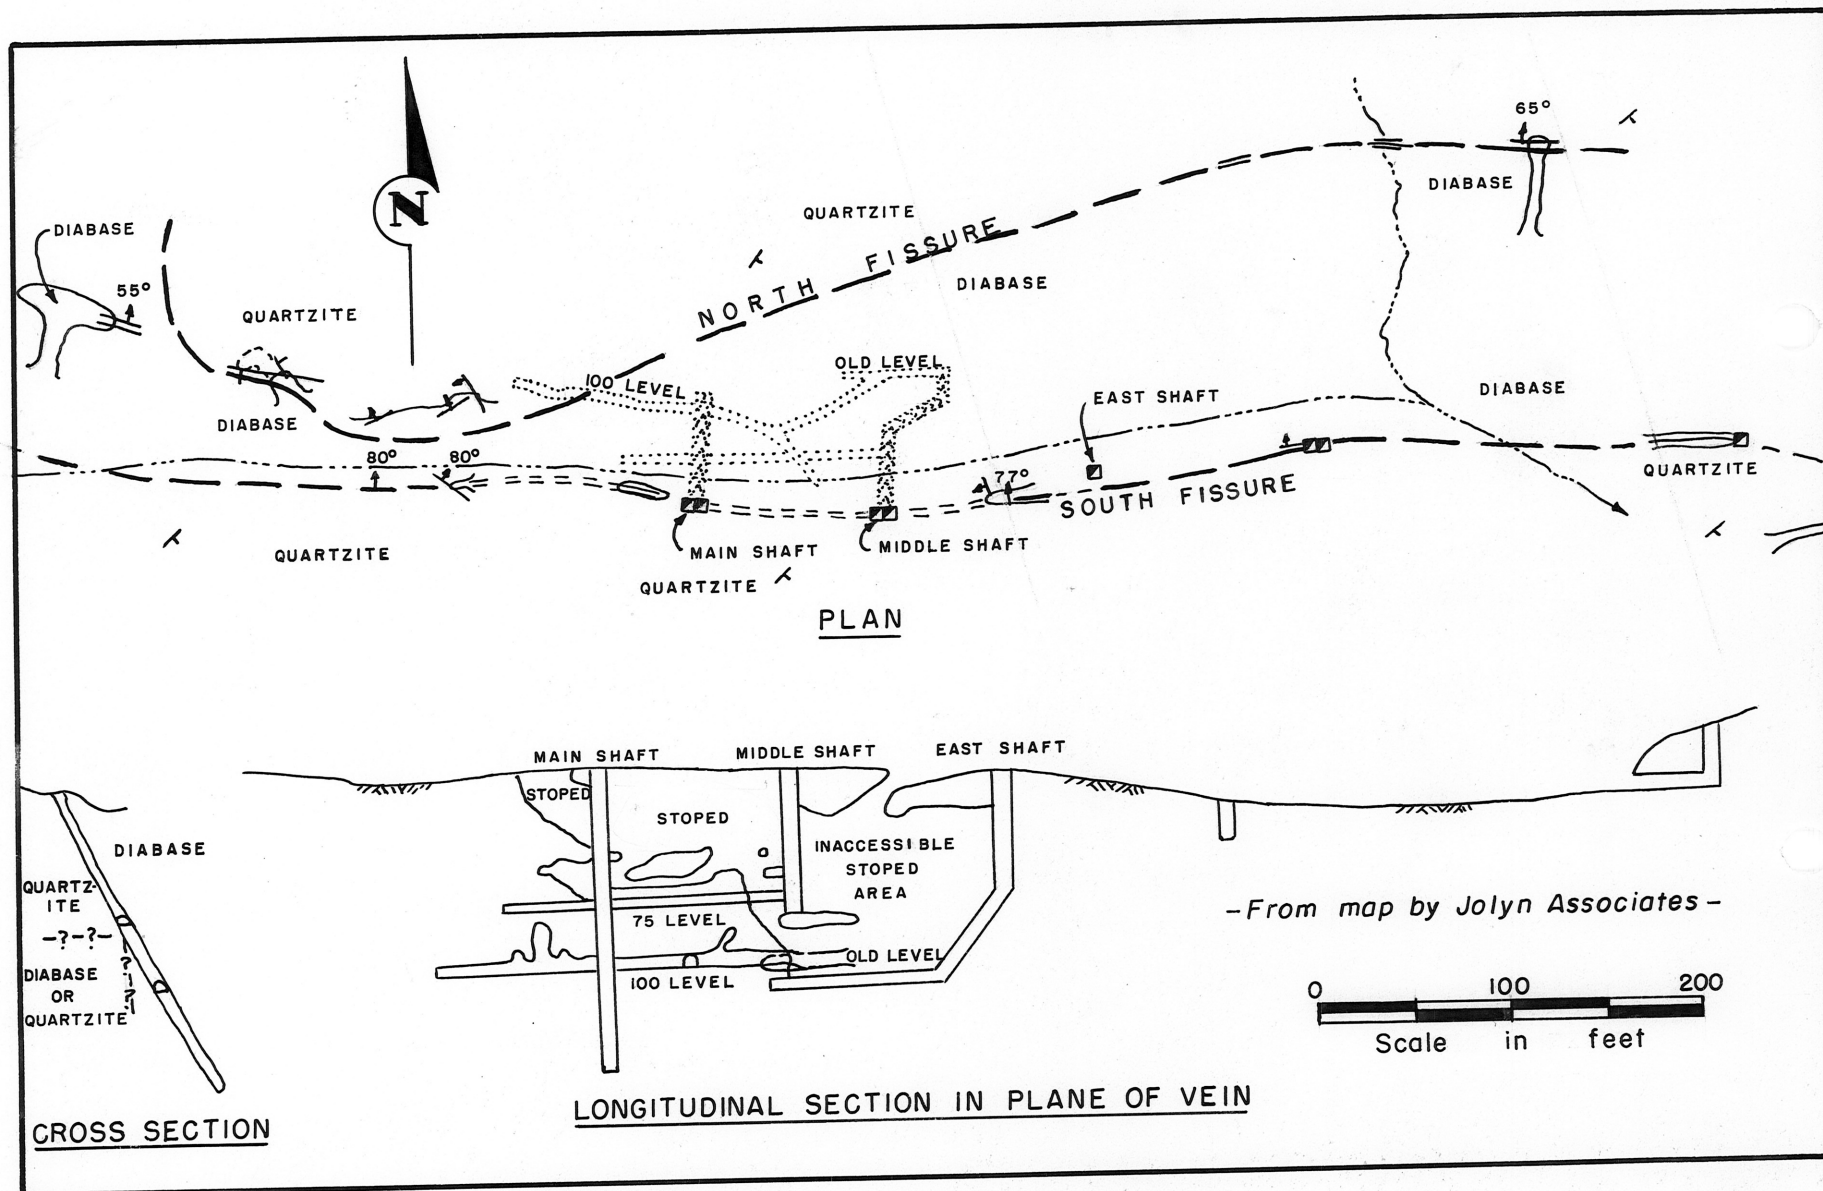 65°
DIABASE
N
QUARTZITE
DIABASE
NORTH FISSURE
55°
DIABASE
QUARTZITE
OLD LEVEL
100 LEVEL
DIABASE
EAST SHAFT
DIABASE
80°
80°
77°
QUARTZITE
SOUTH FISSURE
QUARTZITE
MAIN SHAFT
MIDDLE SHAFT
QUARTZITE
PLAN
MAIN SHAFT
MIDDLE SHAFT
EAST SHAFT
STOPED
STOPED
INACCESSIBLE
STOPED
AREA
75 LEVEL
OLD LEVEL
100 LEVEL
DIABASE
QUARTZ-
ITE
-?-?-
DIABASE
OR
QUARTZITE
?
?
-From map by Jolyn Associates-
0 100 200
Scale in feet
LONGITUDINAL SECTION IN PLANE OF VEIN
CROSS SECTION